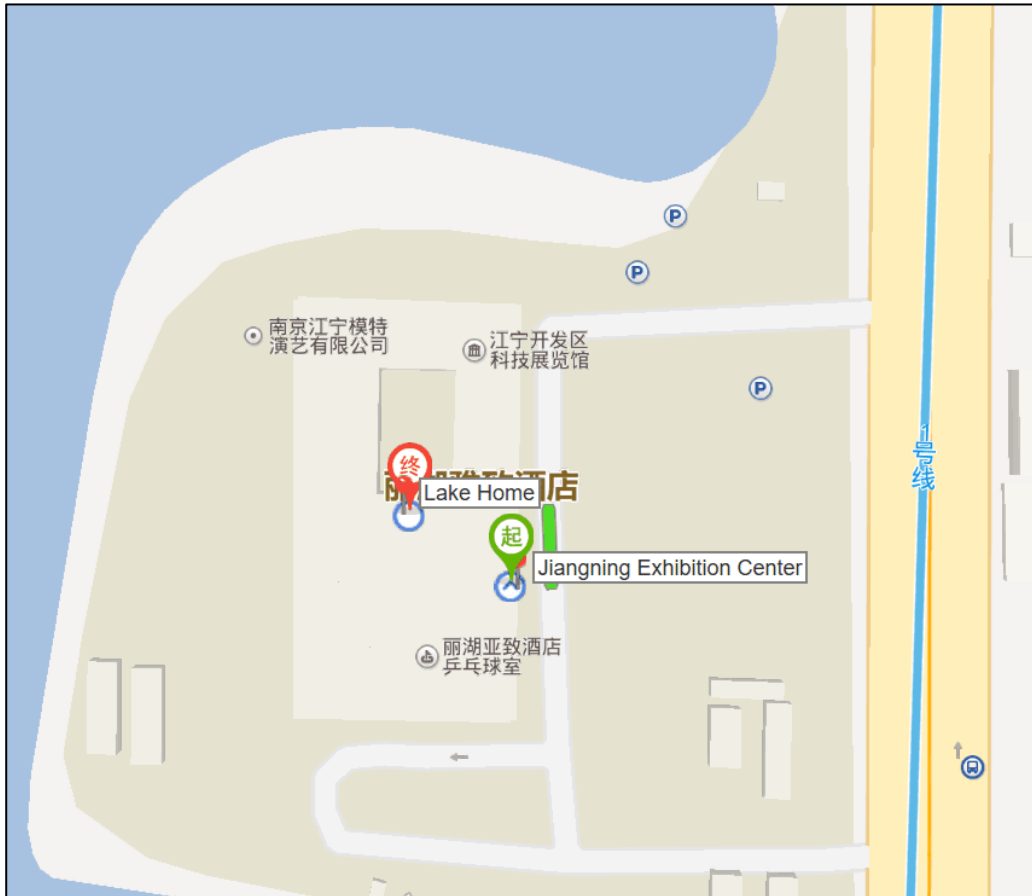 南京江宁模特
演艺有限公司
江宁开发区
科技展览馆
P
P
P
1号线
终
Lake Home
起
Jiangning Exhibition Center
丽湖亚致酒店
乒乓球室